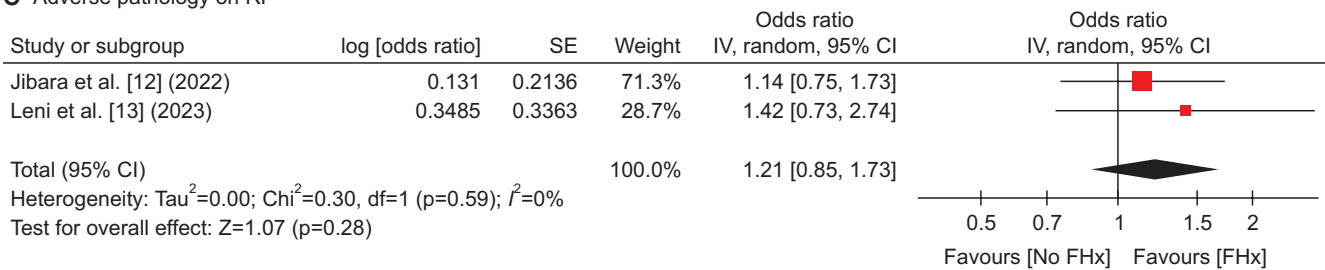 C Adverse pathology on RP
Odds ratio Odds ratio
Study or subgroup log [odds ratio] SE Weight IV, random, 95% CI IV, random, 95% CI
Jibara et al. [12] (2022) 0.131 0.2136 71.3% 1.14 [0.75, 1.73]
Leni et al. [13] (2023) 0.3485 0.3363 28.7% 1.42 [0.73, 2.74]
Total (95% CI) 100.0% 1.21 [0.85, 1.73]
Heterogeneity: Tau²=0.00; Chi²=0.30, df=1 (p=0.59); I²=0%
Test for overall effect: Z=1.07 (p=0.28)
0.5 0.7 1 1.5 2
Favours [No FHx] Favours [FHx]